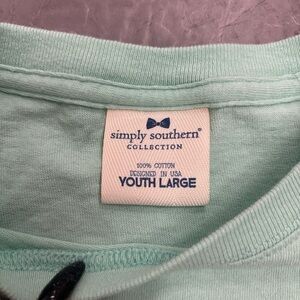 simply southern®
COLLECTION
100% COTTON
DESIGNED IN USA
YOUTH LARGE